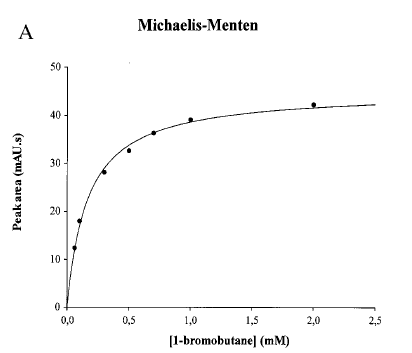 A
Michaelis-Menten
50
40
30
20
10
0
Peak area (mAU.s)
0,0 0,5 1,0 1,5 2,0 2,5
[1-bromobutane] (mM)